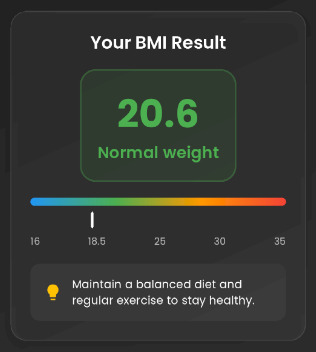 Your BMI Result
20.6
Normal weight
16 18.5 25 30 35
Maintain a balanced diet and
regular exercise to stay healthy.